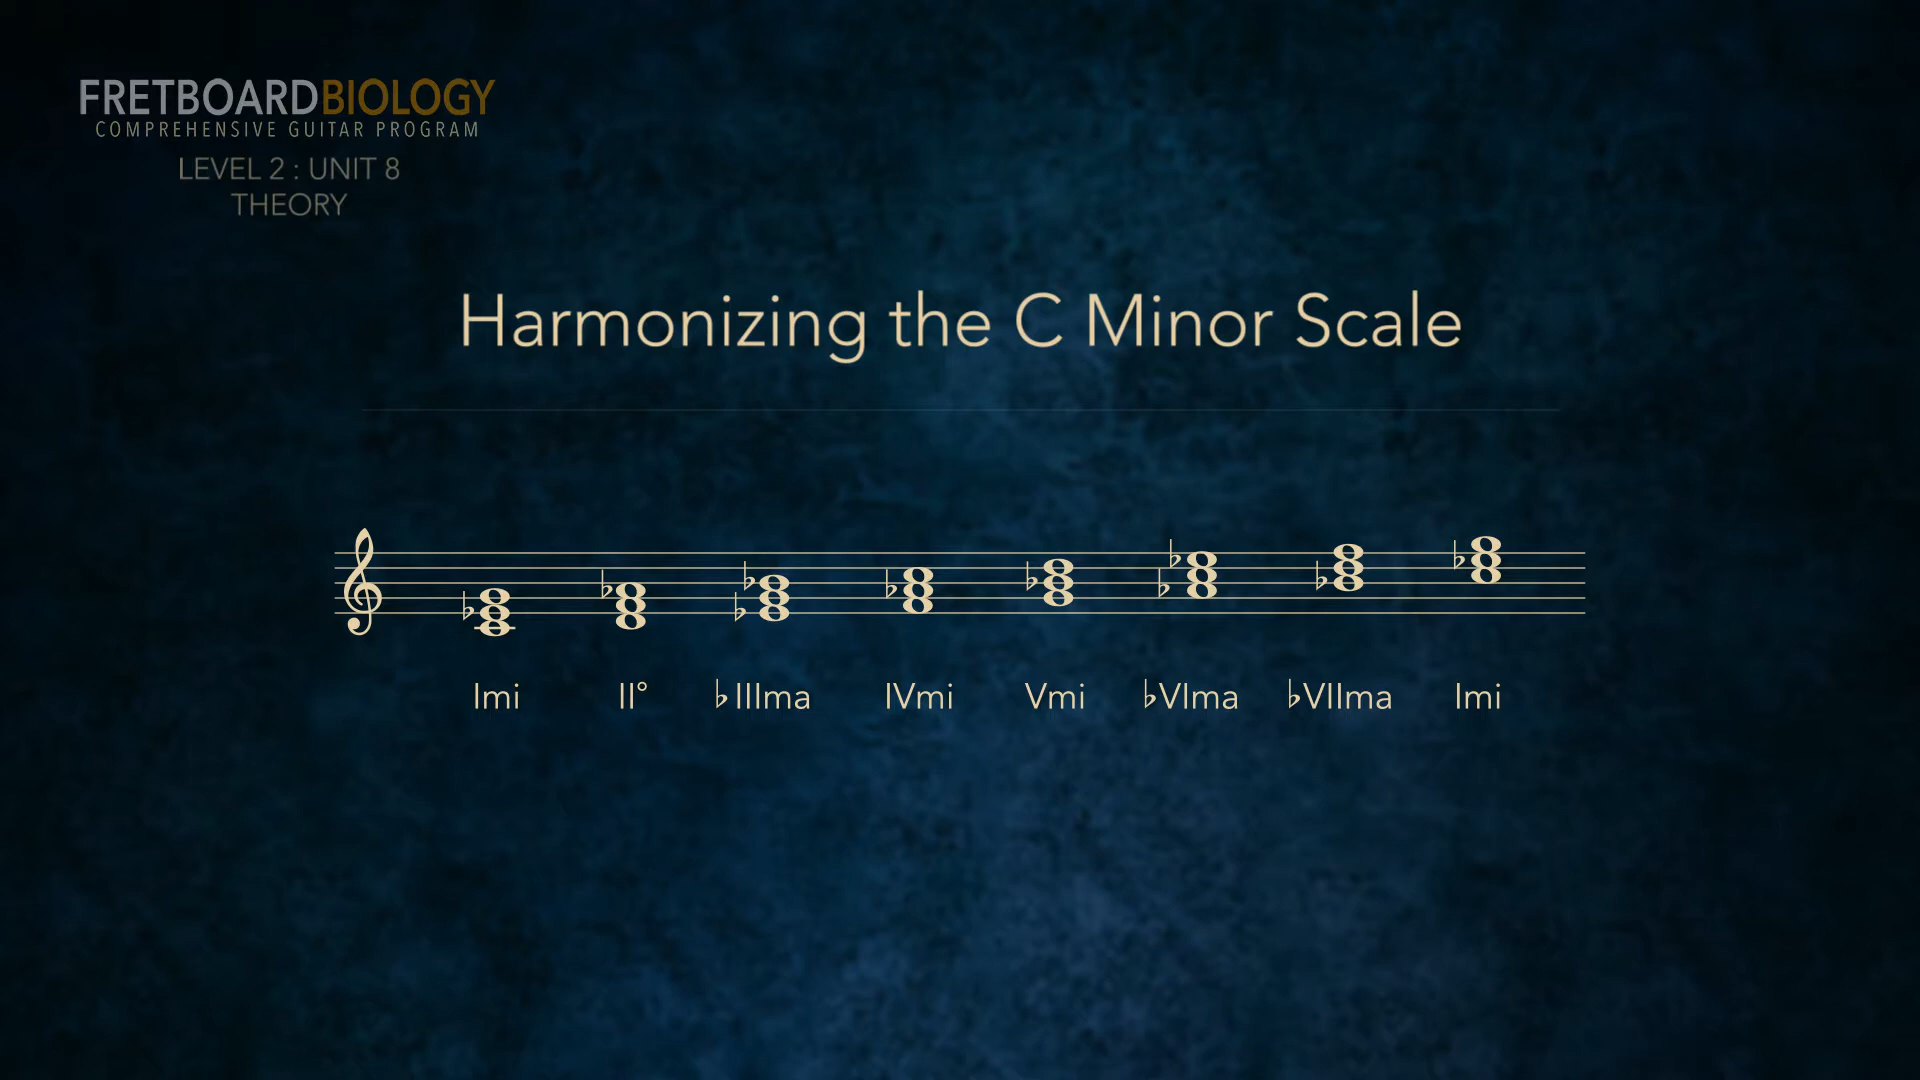 FRETBOARDBIOLOGY
COMPREHENSIVE GUITAR PROGRAM
LEVEL 2 : UNIT 8
THEORY
Harmonizing the C Minor Scale
Imi II° ♭IIIma IVmi Vmi ♭VIma ♭VIIma Imi